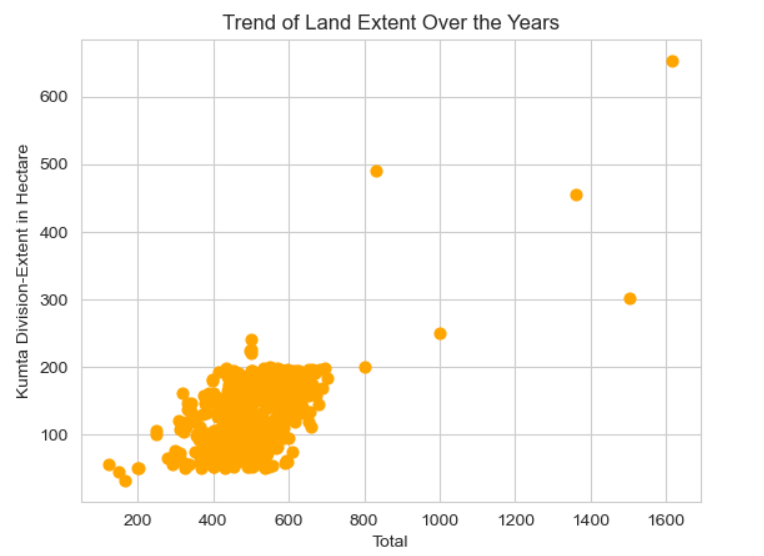 Trend of Land Extent Over the Years
Kumta Division-Extent in Hectare
600
500
400
300
200
100
200 400 600 800 1000 1200 1400 1600
Total